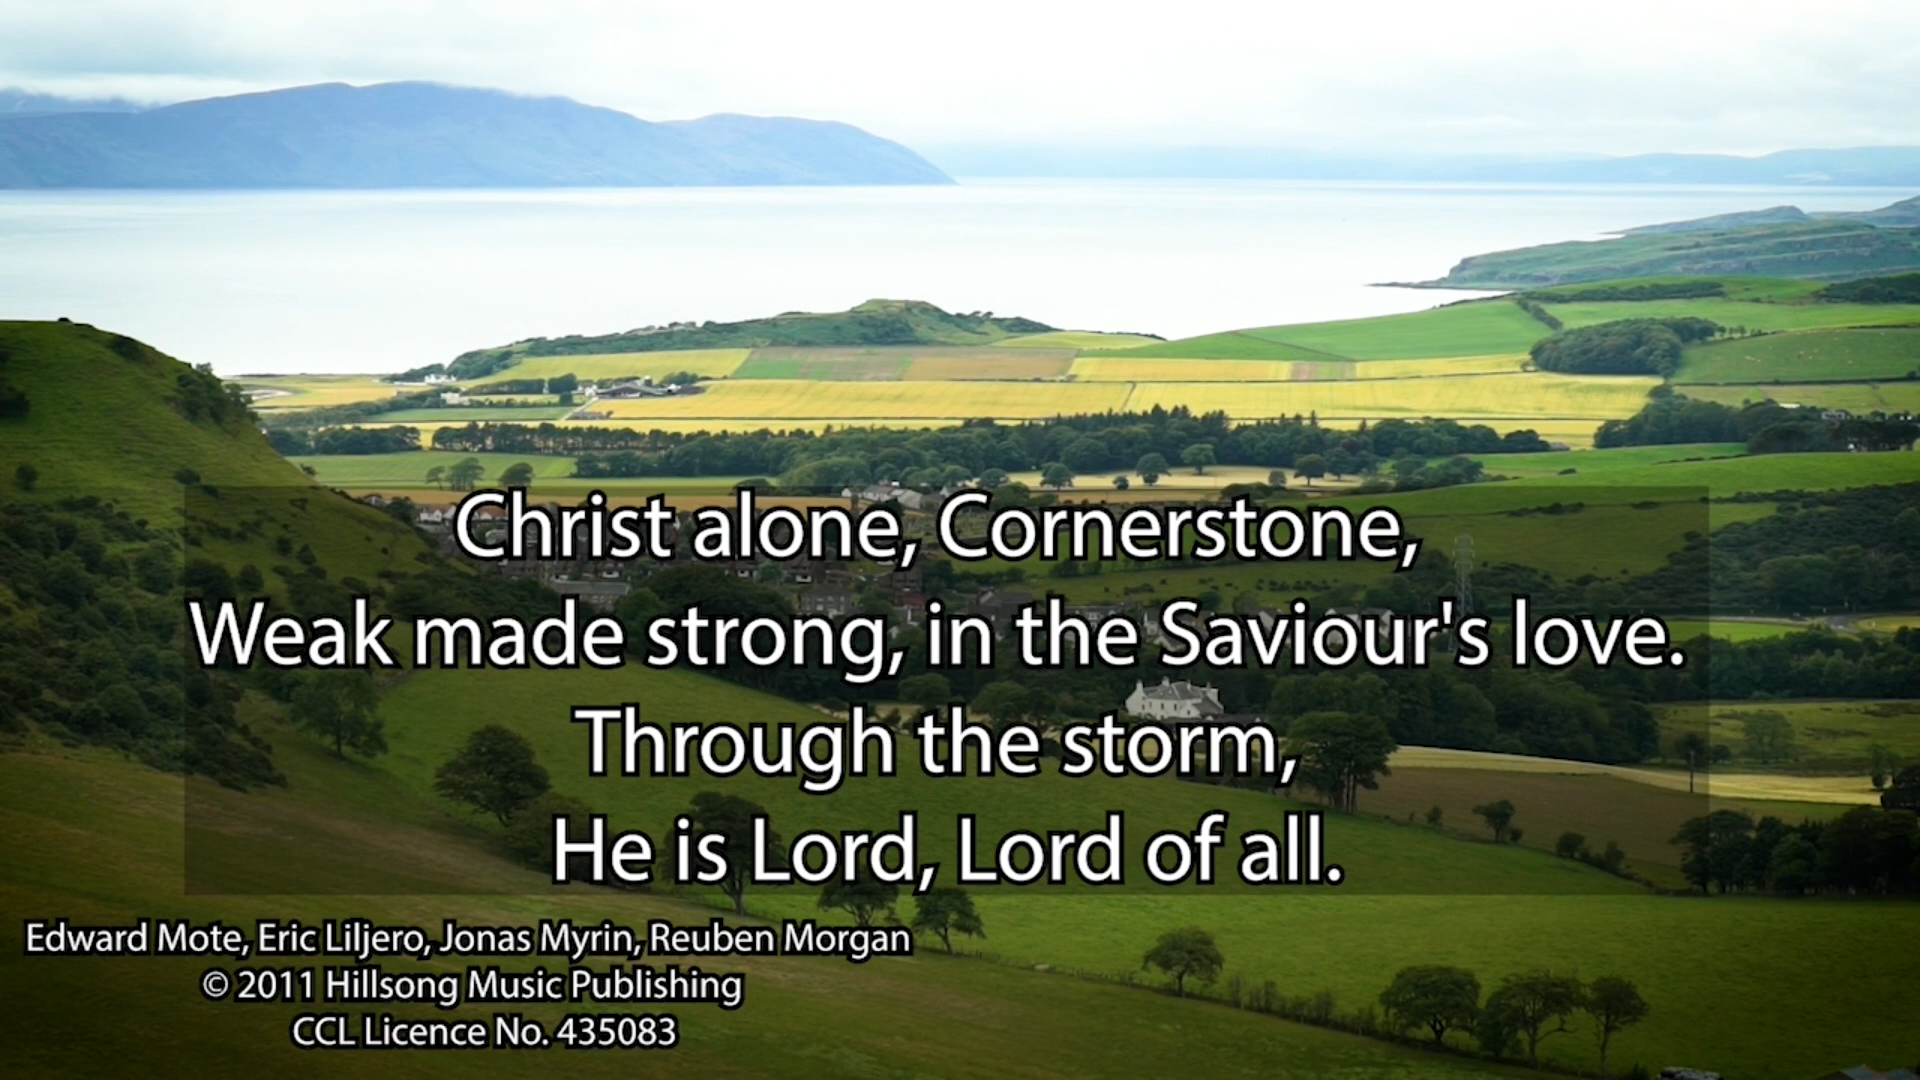 Christ alone, Cornerstone,
Weak made strong, in the Saviour's love.
Through the storm,
He is Lord, Lord of all.
Edward Mote, Eric Liljero, Jonas Myrin, Reuben Morgan
© 2011 Hillsong Music Publishing
CCL Licence No. 435083